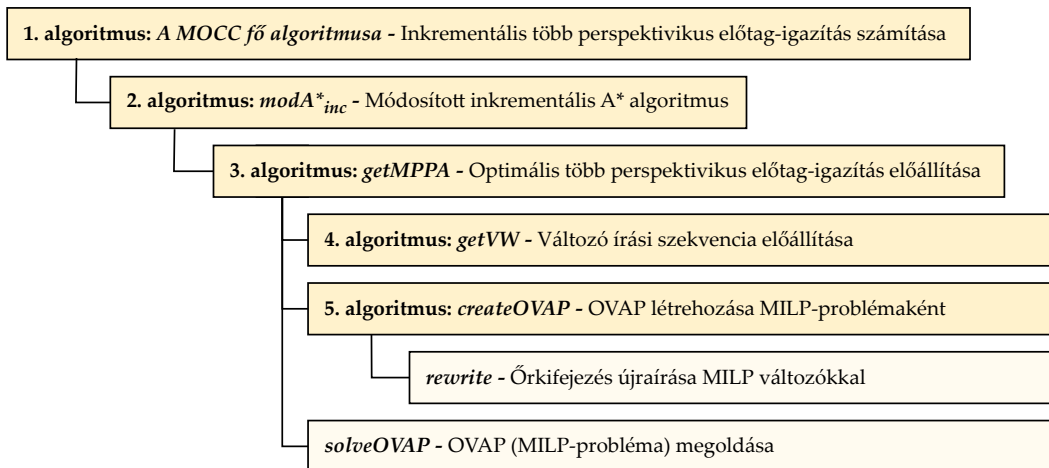 1. algoritmus: A MOCC fő algoritmusa - Inkrementális több perspektivikus előtag-igazítás számítása
2. algoritmus: modA*inc - Módosított inkrementális A* algoritmus
3. algoritmus: getMPPA - Optimális több perspektivikus előtag-igazítás előállítása
4. algoritmus: getVW - Változó írási szekvencia előállítása
5. algoritmus: createOVAP - OVAP létrehozása MILP-problémaként
rewrite - Őrkifejezés újraírása MILP változókkal
solveOVAP - OVAP (MILP-probléma) megoldása